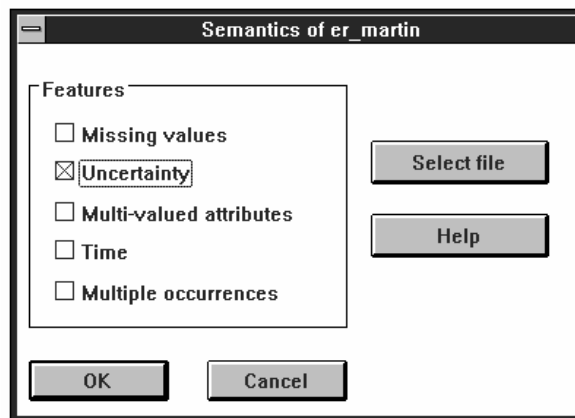 Semantics of er_martin
Features
Missing values
Uncertainty
Multi-valued attributes
Time
Multiple occurrences
Select file
Help
OK
Cancel